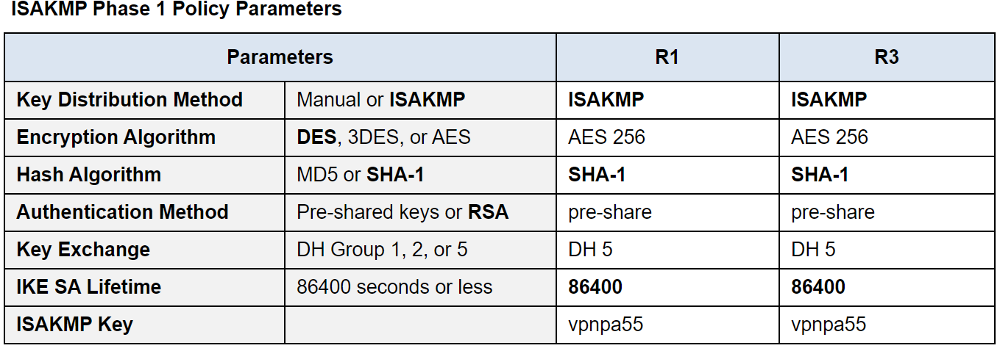 ISAKMP Phase 1 Policy Parameters
Parameters R1 R3
Key Distribution Method Manual or ISAKMP ISAKMP ISAKMP
Encryption Algorithm DES, 3DES, or AES AES 256 AES 256
Hash Algorithm MD5 or SHA-1 SHA-1 SHA-1
Authentication Method Pre-shared keys or RSA pre-share pre-share
Key Exchange DH Group 1, 2, or 5 DH 5 DH 5
IKE SA Lifetime 86400 seconds or less 86400 86400
ISAKMP Key vpnpa55 vpnpa55